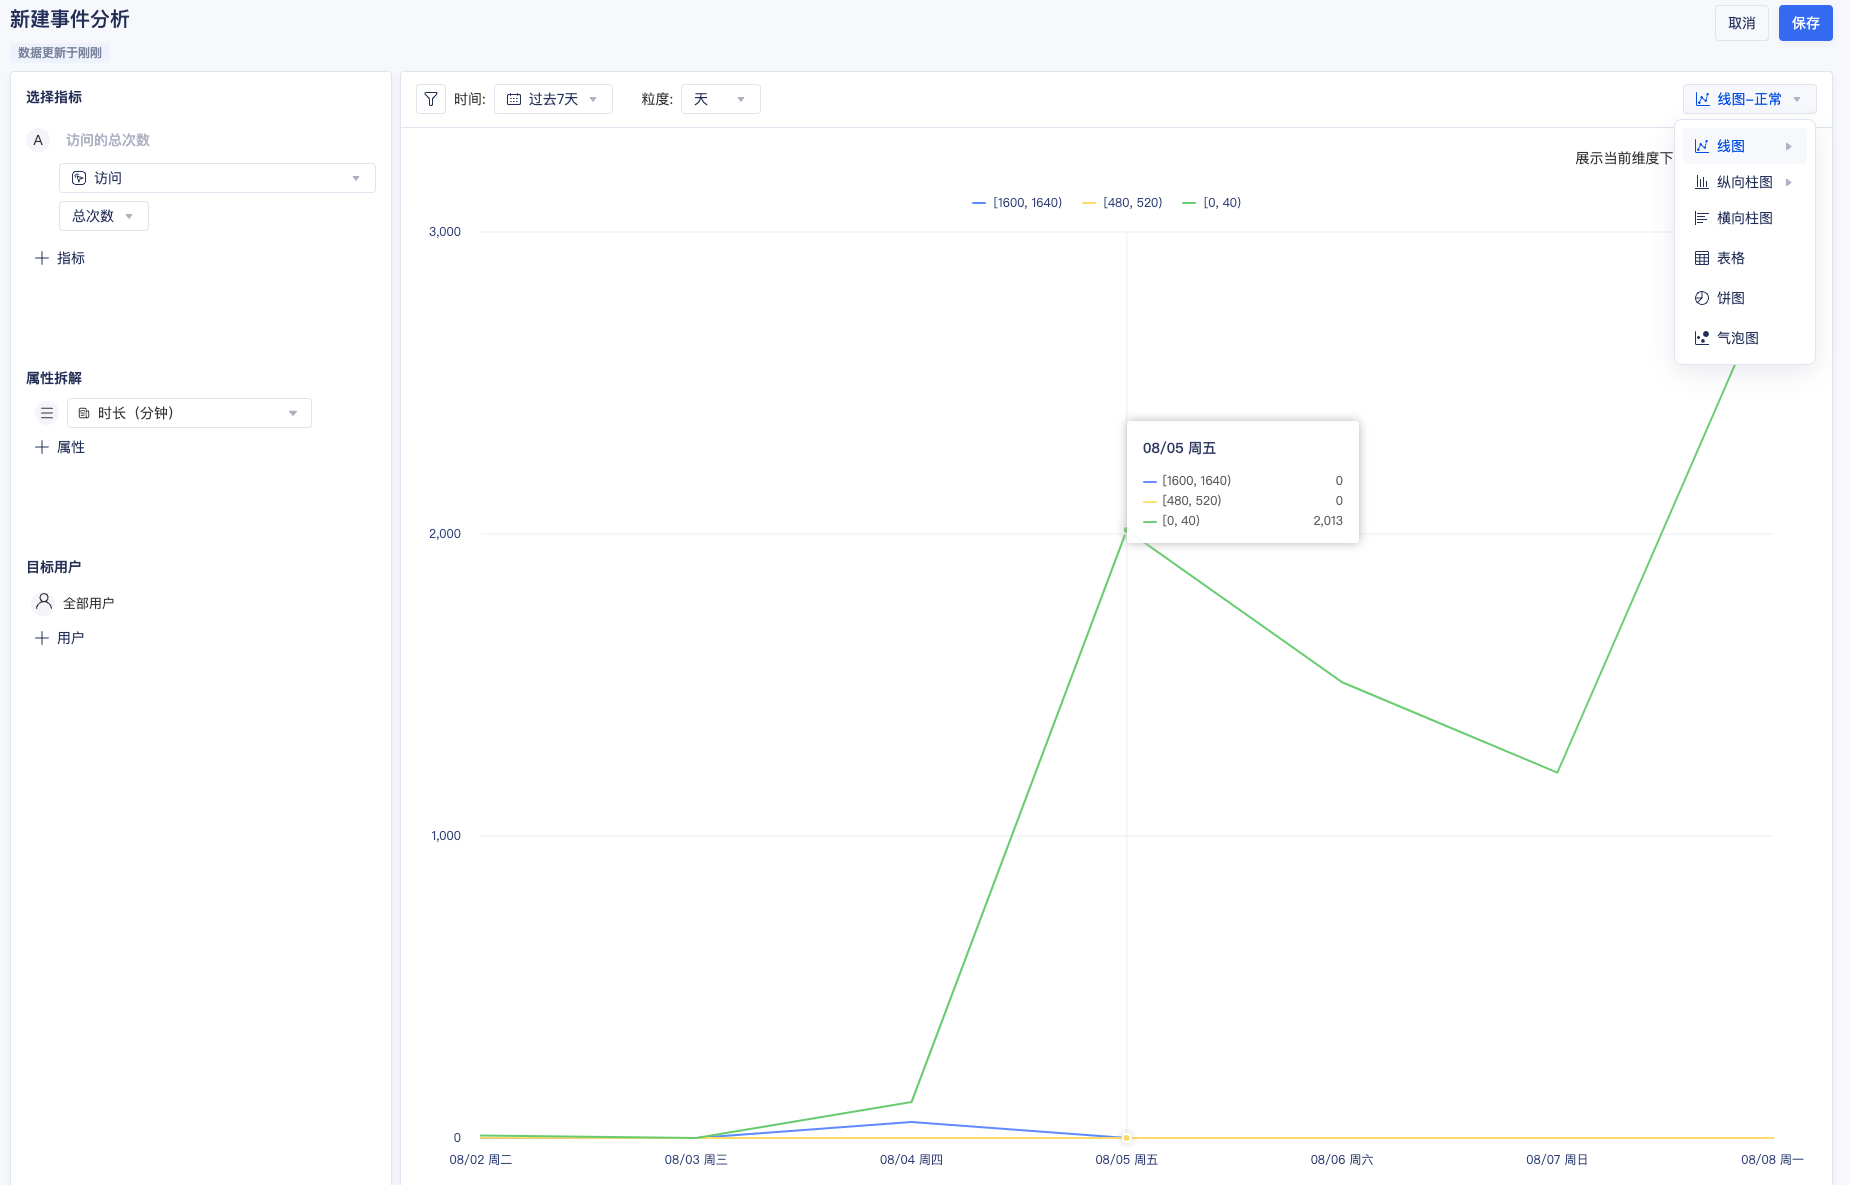 新建事件分析
取消
保存
数据更新于刚刚
选择指标
A 访问的总次数
访问
总次数
指标
属性拆解
时长（分钟）
属性
目标用户
全部用户
用户
时间: 过去7天 粒度: 天
线图-正常
线图
纵向柱图
横向柱图
表格
饼图
气泡图
展示当前维度下
[1600, 1640) [480, 520) [0, 40)
3,000
2,000
1,000
0
08/05 周五
[1600, 1640) 0
[480, 520) 0
[0, 40) 2,013
08/02 周二 08/03 周三 08/04 周四 08/05 周五 08/06 周六 08/07 周日 08/08 周一